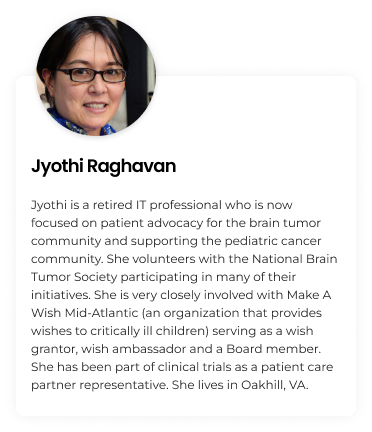 Jyothi Raghavan
Jyothi is a retired IT professional who is now
focused on patient advocacy for the brain tumor
community and supporting the pediatric cancer
community. She volunteers with the National Brain
Tumor Society participating in many of their
initiatives. She is very closely involved with Make A
Wish Mid-Atlantic (an organization that provides
wishes to critically ill children) serving as a wish
grantor, wish ambassador and a Board member.
She has been part of clinical trials as a patient care
partner representative. She lives in Oakhill, VA.